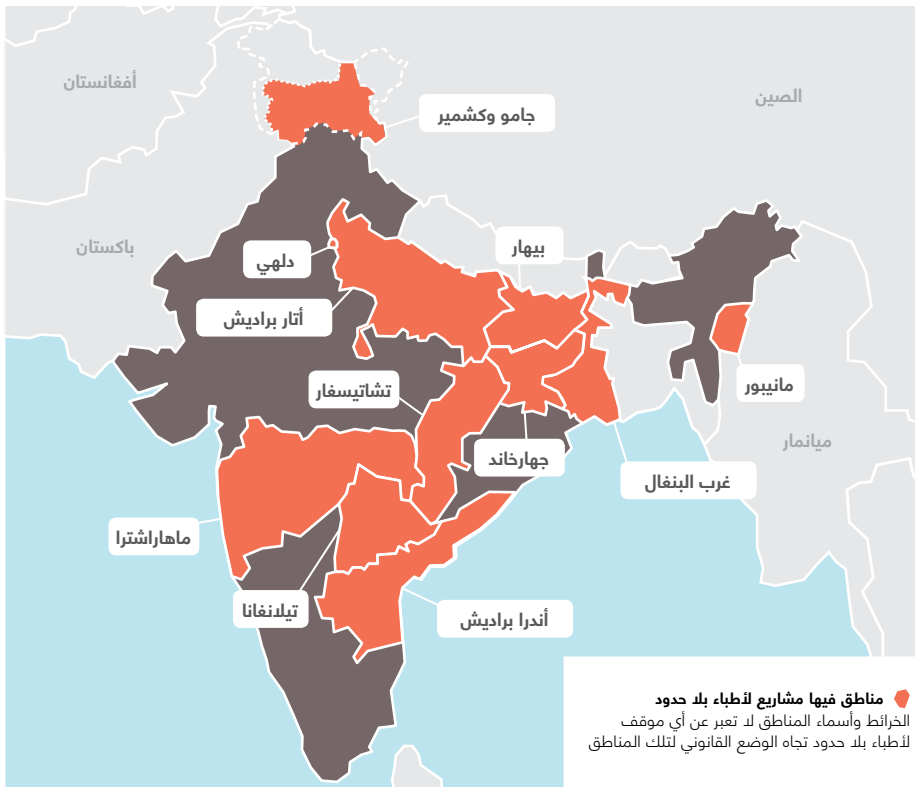 أفغانستان
الصين
جامو وكشمير
باكستان
دلهي
بيهار
أتار براديش
تشاتيسغار
مانيبور
ميانمار
جهارخاند
غرب البنغال
ماهاراشترا
تيلانغانا
أندرا براديش
مناطق فيها مشاريع لأطباء بلا حدود
الخرائط وأسماء المناطق لا تعبر عن أي موقف
لأطباء بلا حدود تجاه الوضع القانوني لتلك المناطق